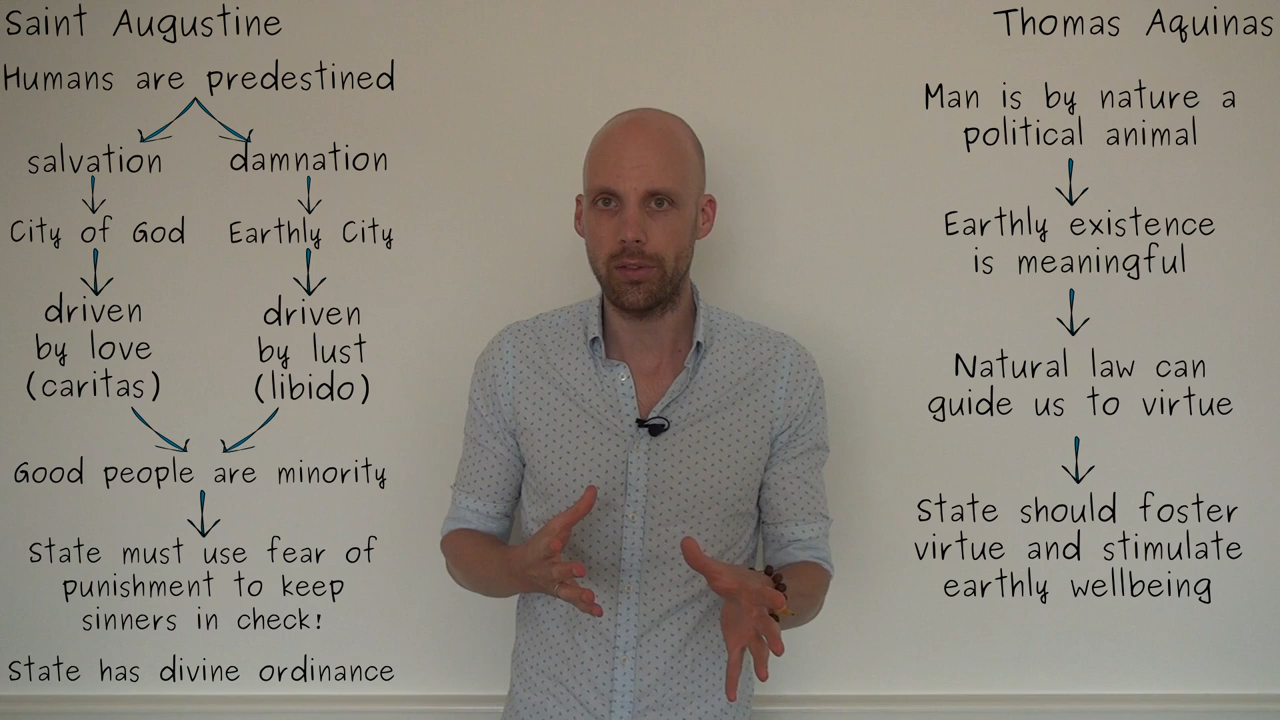 Saint Augustine
Humans are predestined
salvation
damnation
City of God
Earthly City
driven
by love
(caritas)
driven
by lust
(libido)
Good people are minority
State must use fear of
punishment to keep
sinners in check!
State has divine ordinance
Thomas Aquinas
Man is by nature a
political animal
Earthly existence
is meaningful
Natural law can
guide us to virtue
State should foster
virtue and stimulate
earthly wellbeing